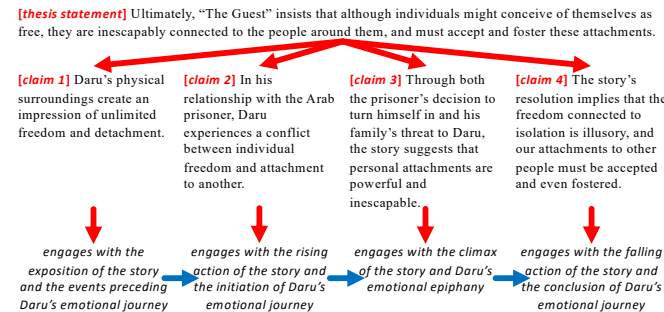 [thesis statement] Ultimately, “The Guest” insists that although individuals might conceive of themselves as
free, they are inescapably connected to the people around them, and must accept and foster these attachments.
[claim 1] Daru’s physical
surroundings create an
impression of unlimited
freedom and detachment.
[claim 2] In his
relationship with the Arab
prisoner, Daru
experiences a conflict
between individual
freedom and attachment
to another.
[claim 3] Through both
the prisoner’s decision to
turn himself in and his
family’s threat to Daru,
the story suggests that
personal attachments are
powerful and
inescapable.
[claim 4] The story’s
resolution implies that the
freedom connected to
isolation is illusory, and
our attachments to other
people must be accepted
and even fostered.
engages with the
exposition of the story
and the events preceding
Daru’s emotional journey
engages with the rising
action of the story and
the initiation of Daru’s
emotional journey
engages with the climax
of the story and Daru’s
emotional epiphany
engages with the falling
action of the story and
the conclusion of Daru’s
emotional journey